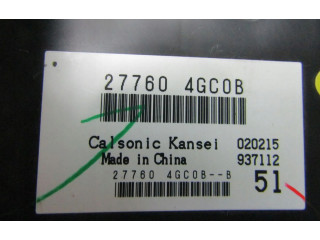 27760 4GC0B
Calsonic Kansei 020215
Made in China 937112
27760 4GC0B--B 51